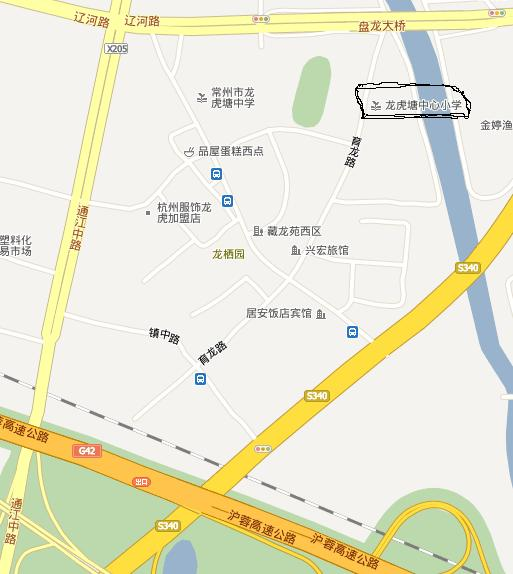 辽河路
辽河路
盘龙大桥
X205
常州市龙
虎塘中学
龙虎塘中心小学
金婷渔
育龙路
品屋蛋糕西点
杭州服饰龙
虎加盟店
通江中路
藏龙苑西区
塑料化
易市场
龙栖园
兴宏旅馆
S340
居安饭店宾馆
镇中路
育龙路
S340
蓉高速公路
G42
出口
通江中路
S340
沪蓉高速公路
沪蓉高速公路